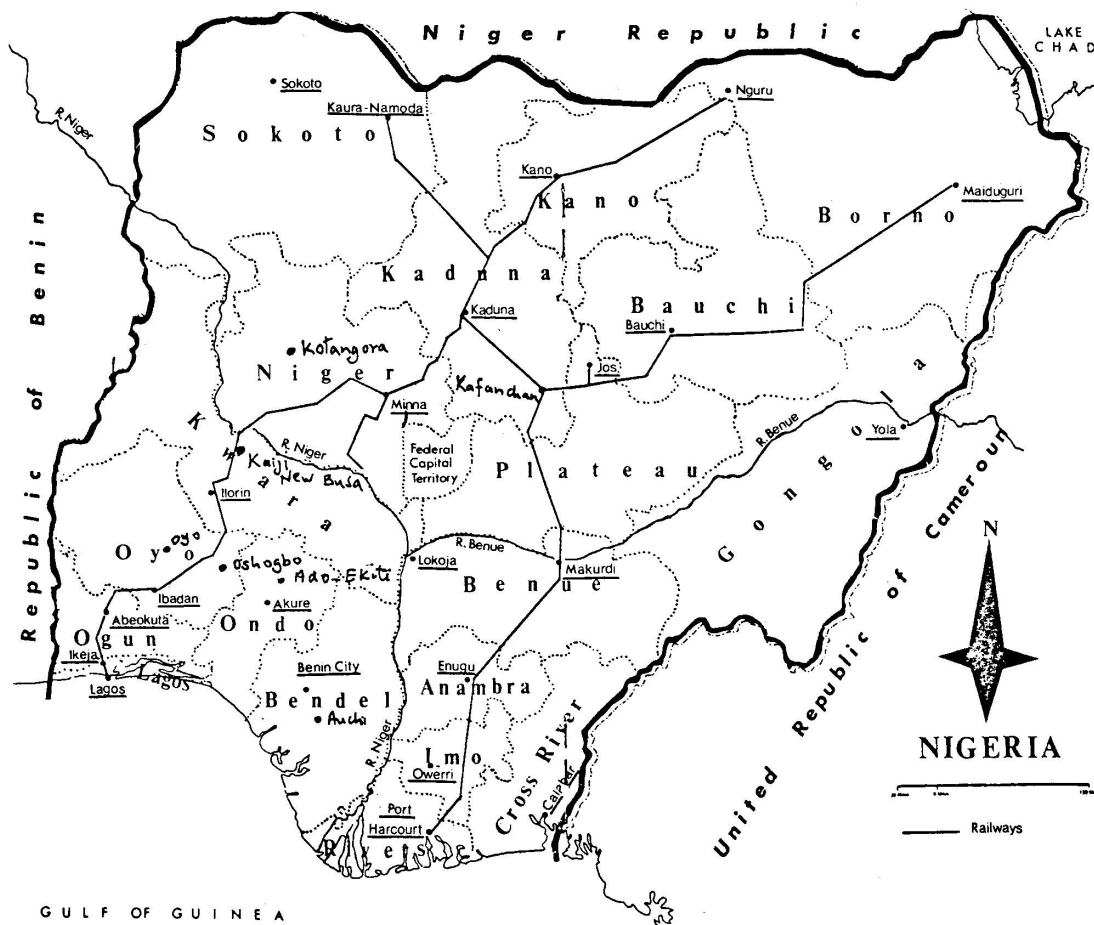 Niger Republic
LAKE
CHAD
Sokoto
Kaura-Namoda
Nguru
R. Niger
Sokoto
Kano
Maiduguri
Kano
Borno
Republic of Benin
Kaduna
Bauchi
Kaduna
Bauchi
Kotangora
Niger
Jos
Kafanchan
Minna
Gongola
R. Benue
Yola
Kwara
R. Niger
Federal
Capital
Territory
Kaiji
New Busa
Plateau
Ilorin
Oyo
oyo
R. Benue
Lokoja
Makurdi
Oshogbo
Ado-Ekiti
Benue
Ibadan
Akure
Abeokuta
Ondo
Ogun
Ikeja
Lagos
Lagos
Benin City
Enugu
Bendel
Anambra
Auchi
R. Niger
Imo
Owerri
Cross River
Calabar
Port
Harcourt
Rivers
United Republic of Cameroun
N
NIGERIA
Railways
GULF OF GUINEA